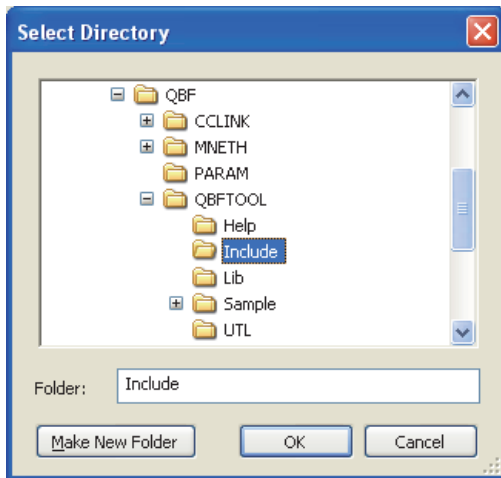 Select Directory
QBF
CCLINK
MNETH
PARAM
QBFTOOL
Help
Include
Lib
Sample
UTL
Folder: Include
Make New Folder OK Cancel